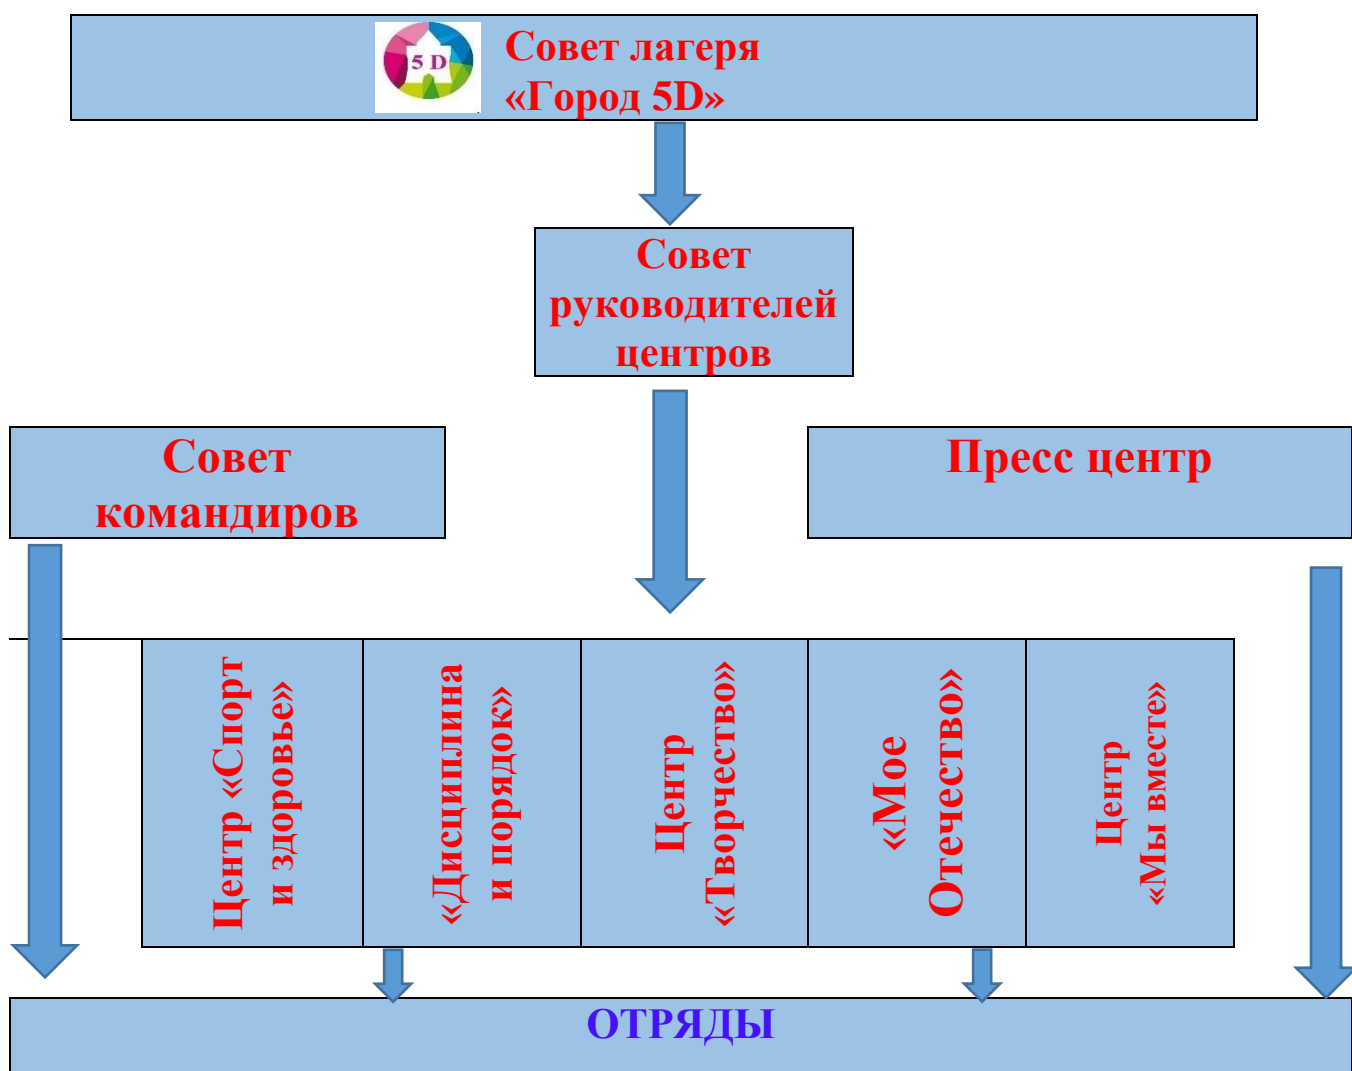 5 D
Совет лагеря
«Город 5D»
Совет
руководителей
центров
Совет
командиров
Пресс центр
Центр «Спорт
и здоровье»
«Дисциплина
и порядок»
Центр
«Творчество»
«Мое
Отечество»
Центр
«Мы вместе»
ОТРЯДЫ